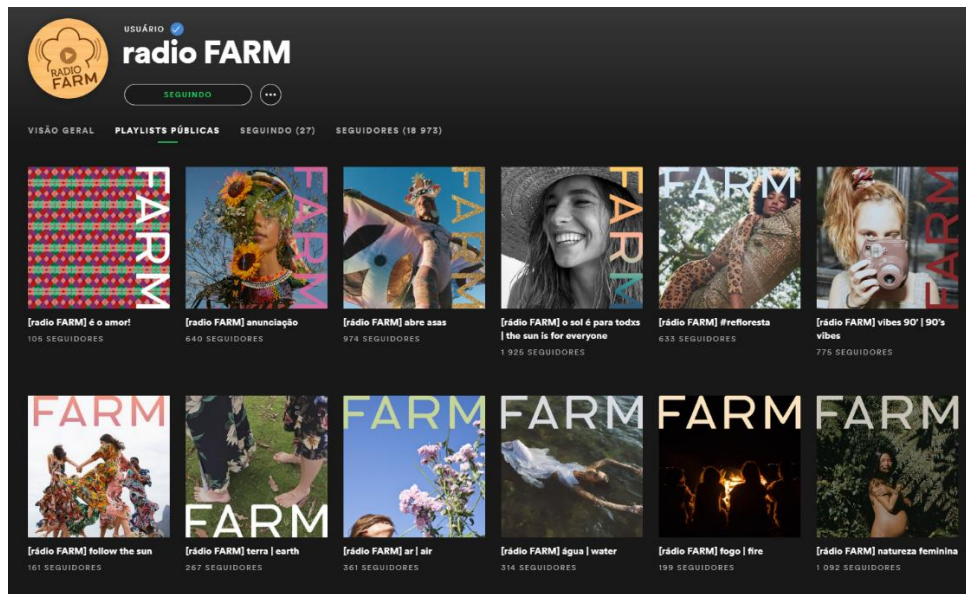 USUÁRIO
radio FARM
RADIO
FARM
SEGUINDO
VISÃO GERAL PLAYLISTS PÚBLICAS SEGUINDO (27) SEGUIDORES (18 973)
FARM FARM FARM FARM FARM FARM
[radio FARM] é o amor! [radio FARM] anunciação [rádio FARM] abre asas [rádio FARM] o sol é para todxs [rádio FARM] #refloresta [rádio FARM] vibes 90' | 90's
| the sun is for everyone vibes
105 SEGUIDORES 640 SEGUIDORES 974 SEGUIDORES 1 925 SEGUIDORES 633 SEGUIDORES 775 SEGUIDORES
FARM FARM FARM FARM FARM FARM
[rádio FARM] follow the sun [rádio FARM] terra | earth [rádio FARM] ar | air [rádio FARM] água | water [rádio FARM] fogo | fire [rádio FARM] natureza feminina
161 SEGUIDORES 267 SEGUIDORES 361 SEGUIDORES 314 SEGUIDORES 199 SEGUIDORES 1 092 SEGUIDORES